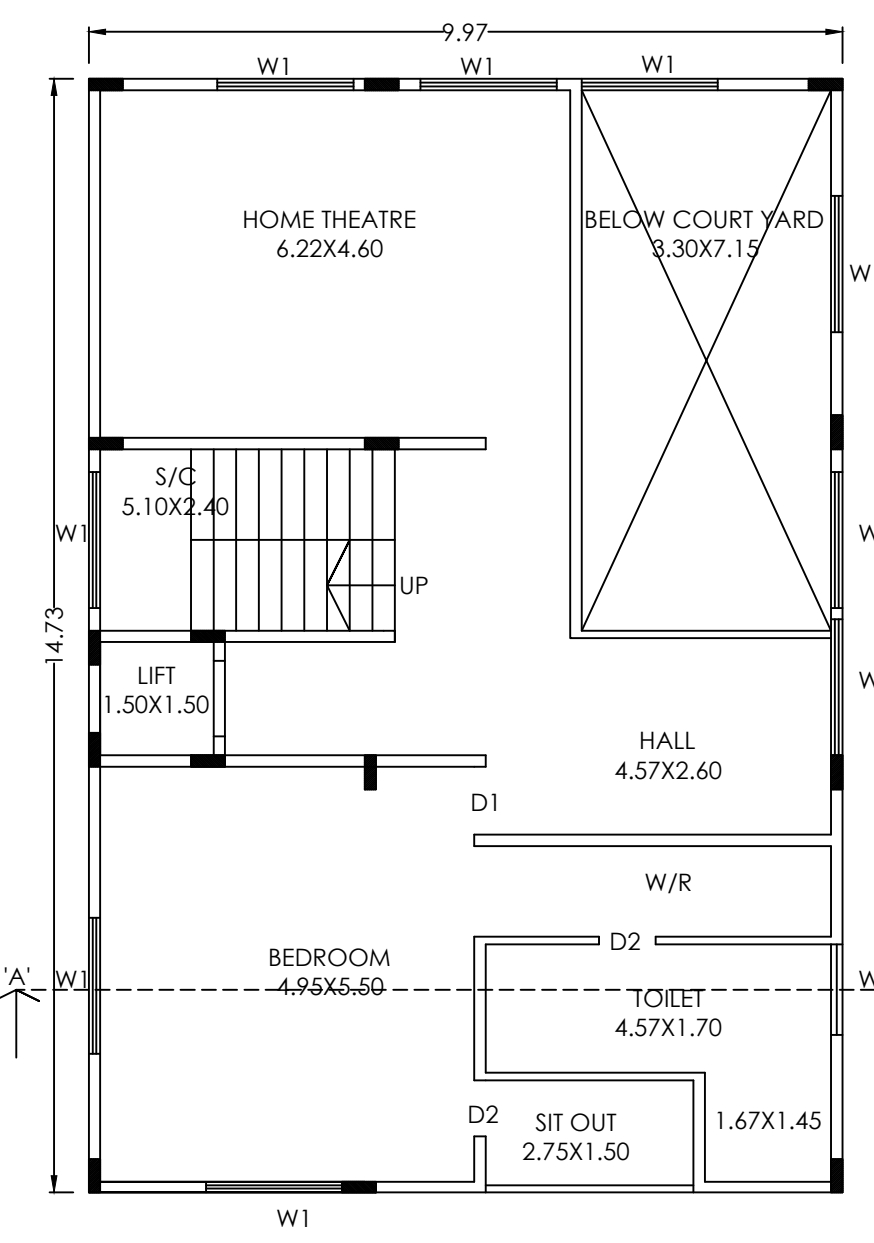 9.97
W1
W1
W1
HOME THEATRE
6.22X4.60
BELOW COURT YARD
3.30X7.15
W
S/C
5.10X2.40
W1
W
UP
14.73
LIFT
1.50X1.50
W
HALL
4.57X2.60
D1
W/R
D2
BEDROOM
4.95X5.50
'A'
W1
W
TOILET
4.57X1.70
D2
SIT OUT
2.75X1.50
1.67X1.45
W1